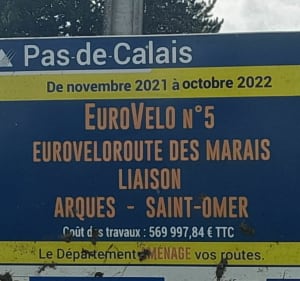 Pas-de-Calais
De novembre 2021 à octobre 2022
EuroVelo n°5
euroveloroute des marais
liaison
Arques - Saint-Omer
Coût des travaux : 569 997,84 € TTC
Le Département AMÉNAGE vos routes.